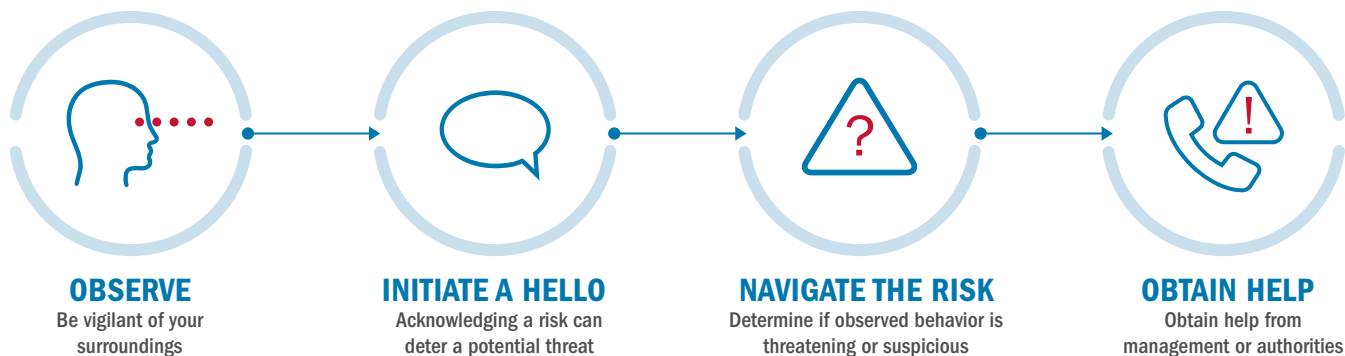 ?
!
OBSERVE
Be vigilant of your
surroundings
INITIATE A HELLO
Acknowledging a risk can
deter a potential threat
NAVIGATE THE RISK
Determine if observed behavior is
threatening or suspicious
OBTAIN HELP
Obtain help from
management or authorities